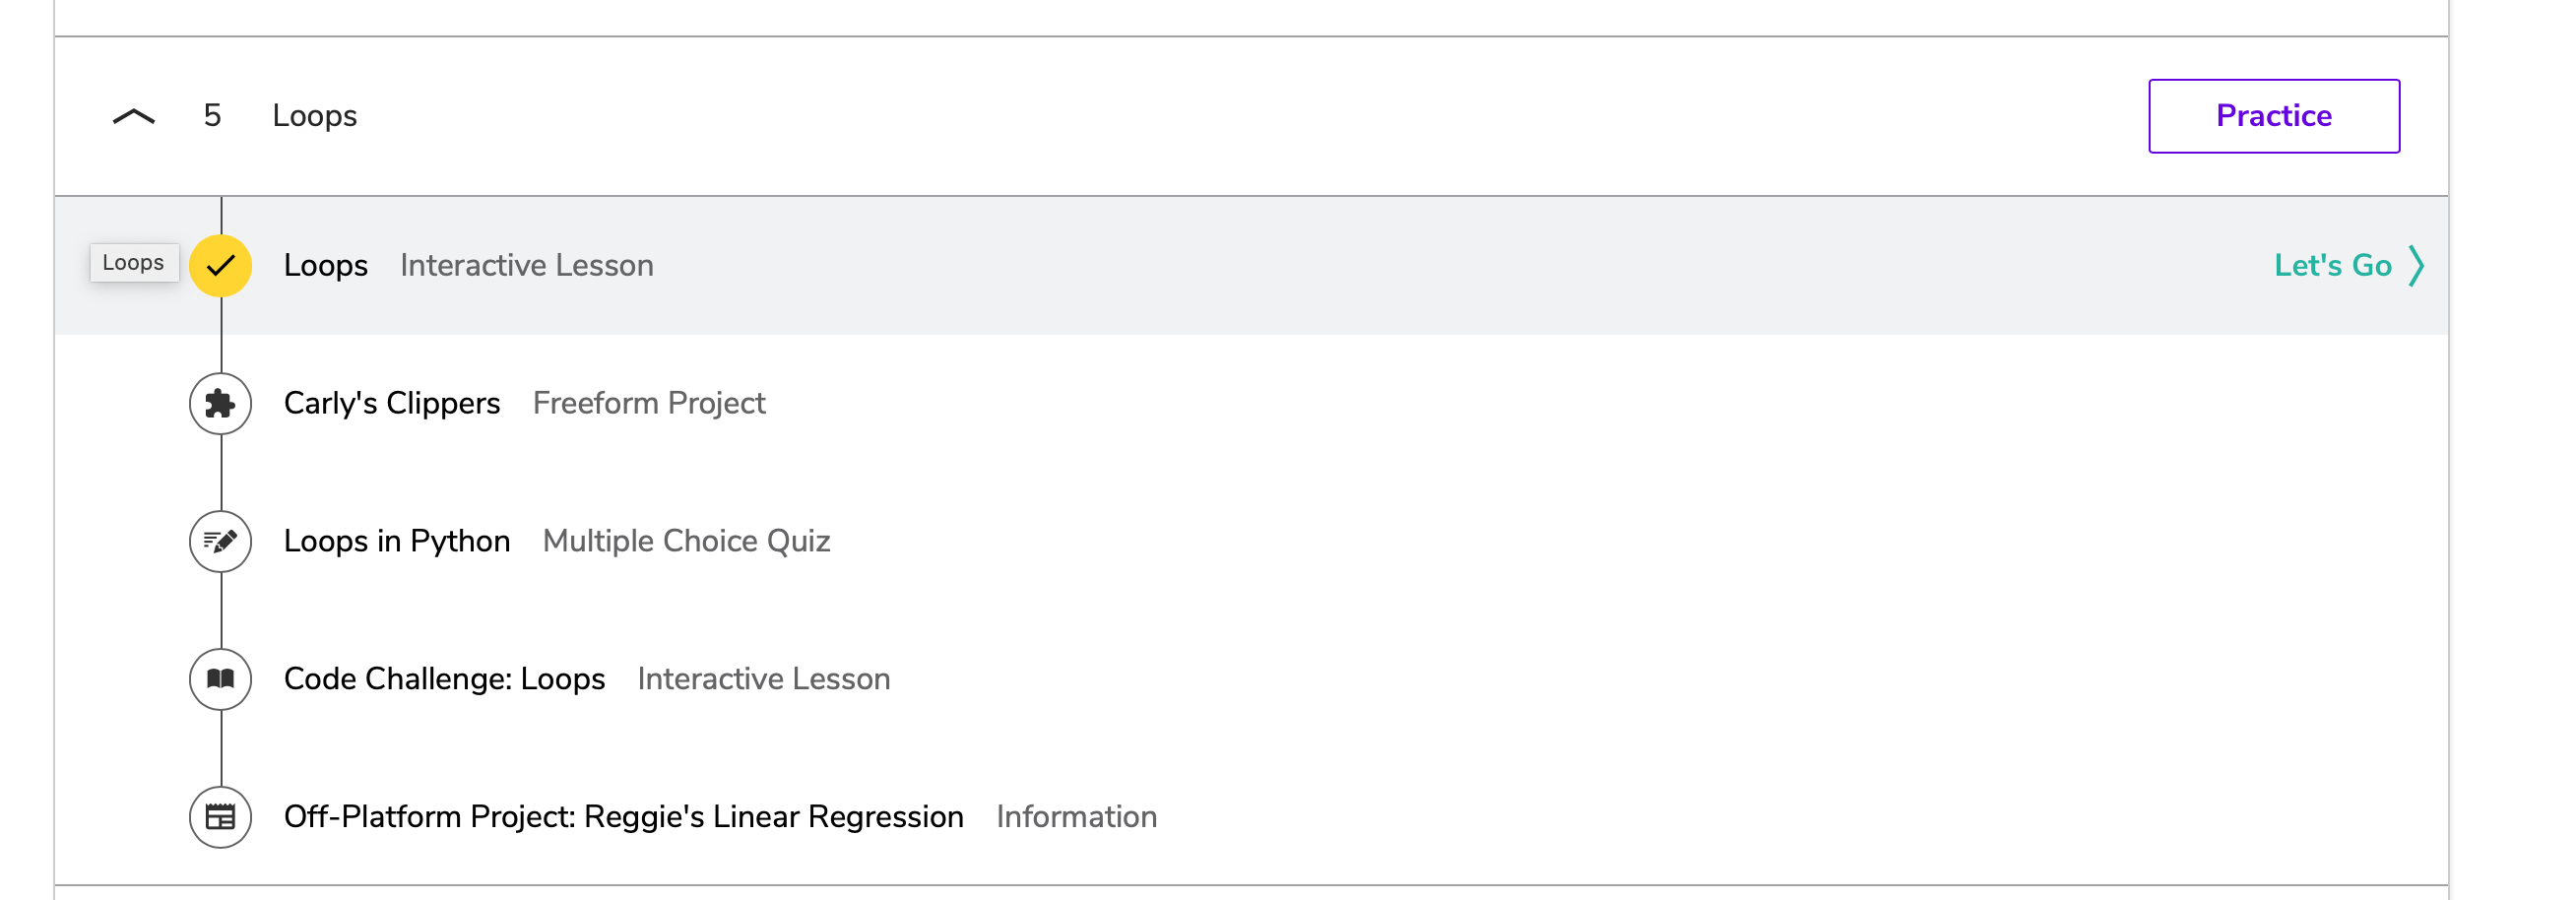 5 Loops Practice
Loops Loops Interactive Lesson Let's Go
Carly's Clippers Freeform Project
Loops in Python Multiple Choice Quiz
Code Challenge: Loops Interactive Lesson
Off-Platform Project: Reggie's Linear Regression Information